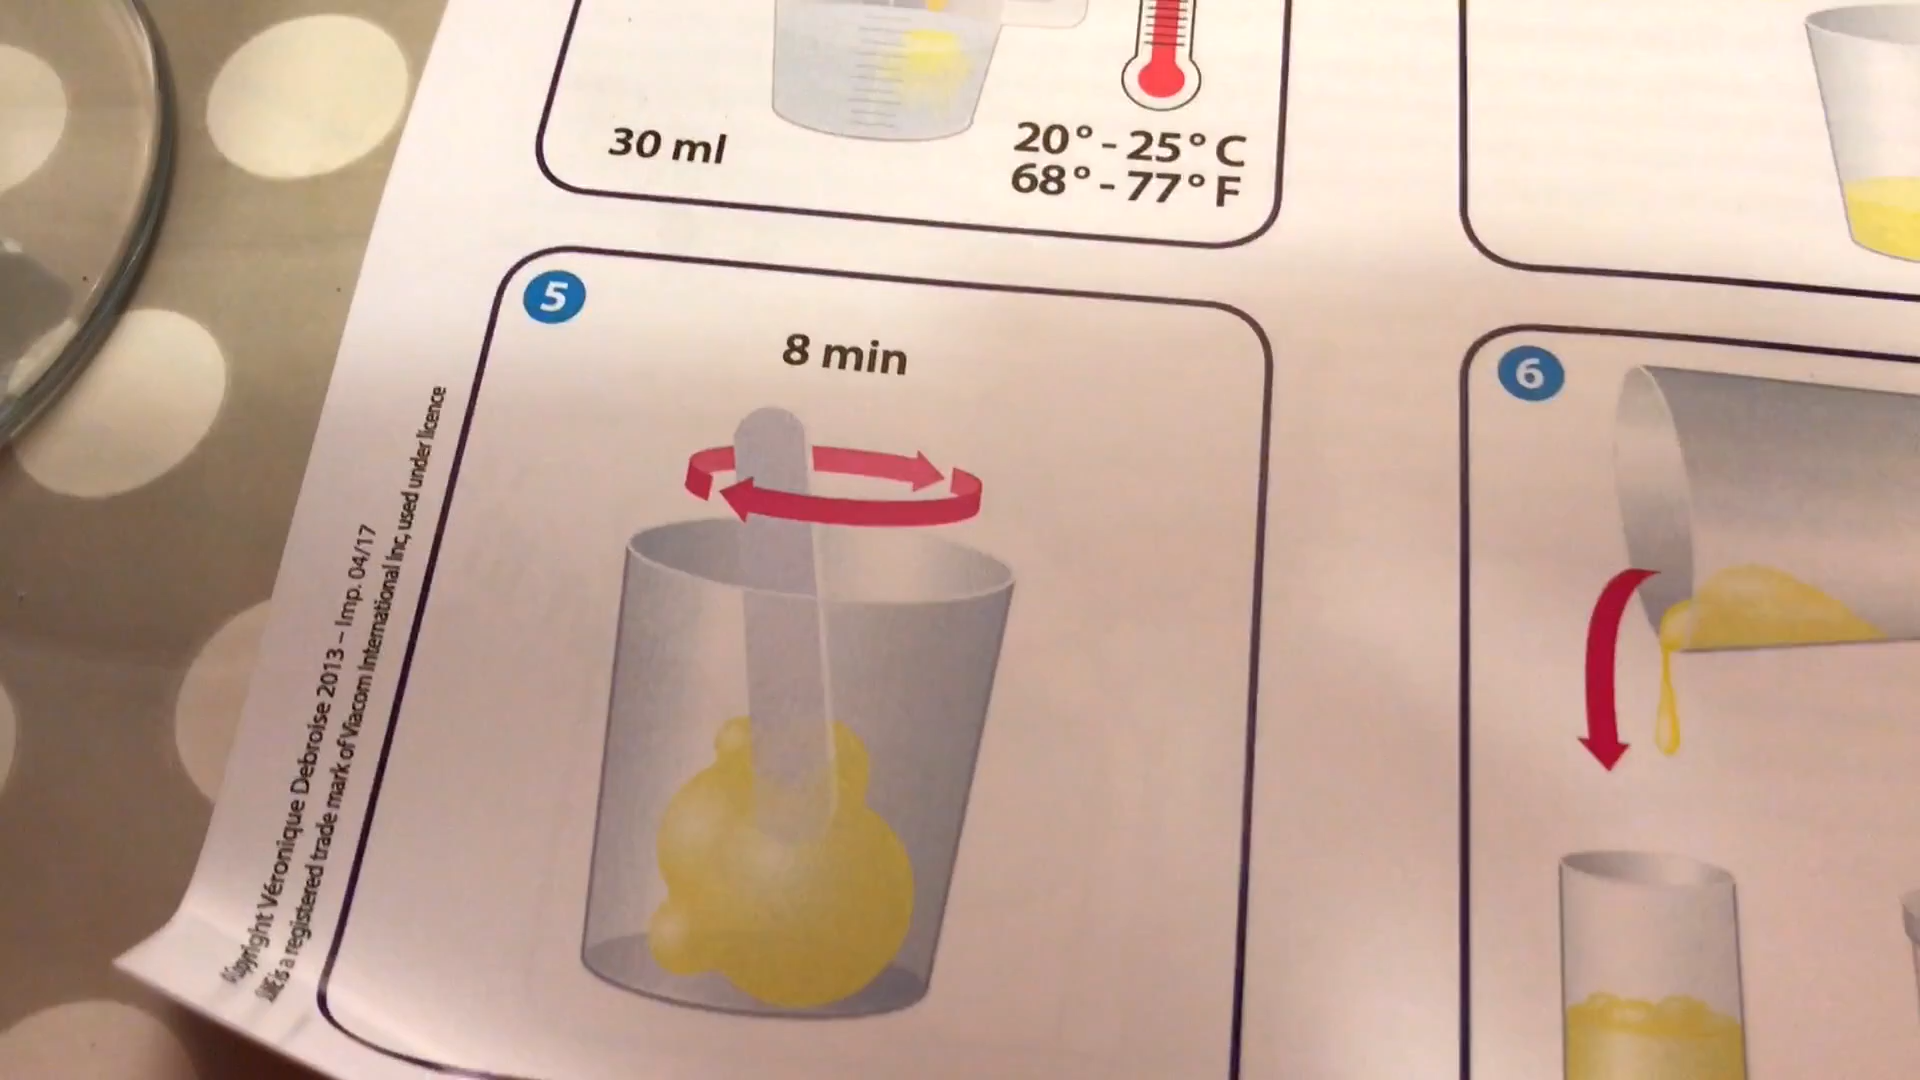 30 ml
20° - 25° C
68° - 77° F
5
8 min
6
Copyright Véronique Debroise 2013 – Imp. 04/17
is a registered trade mark of Viacom International Inc, used under licence